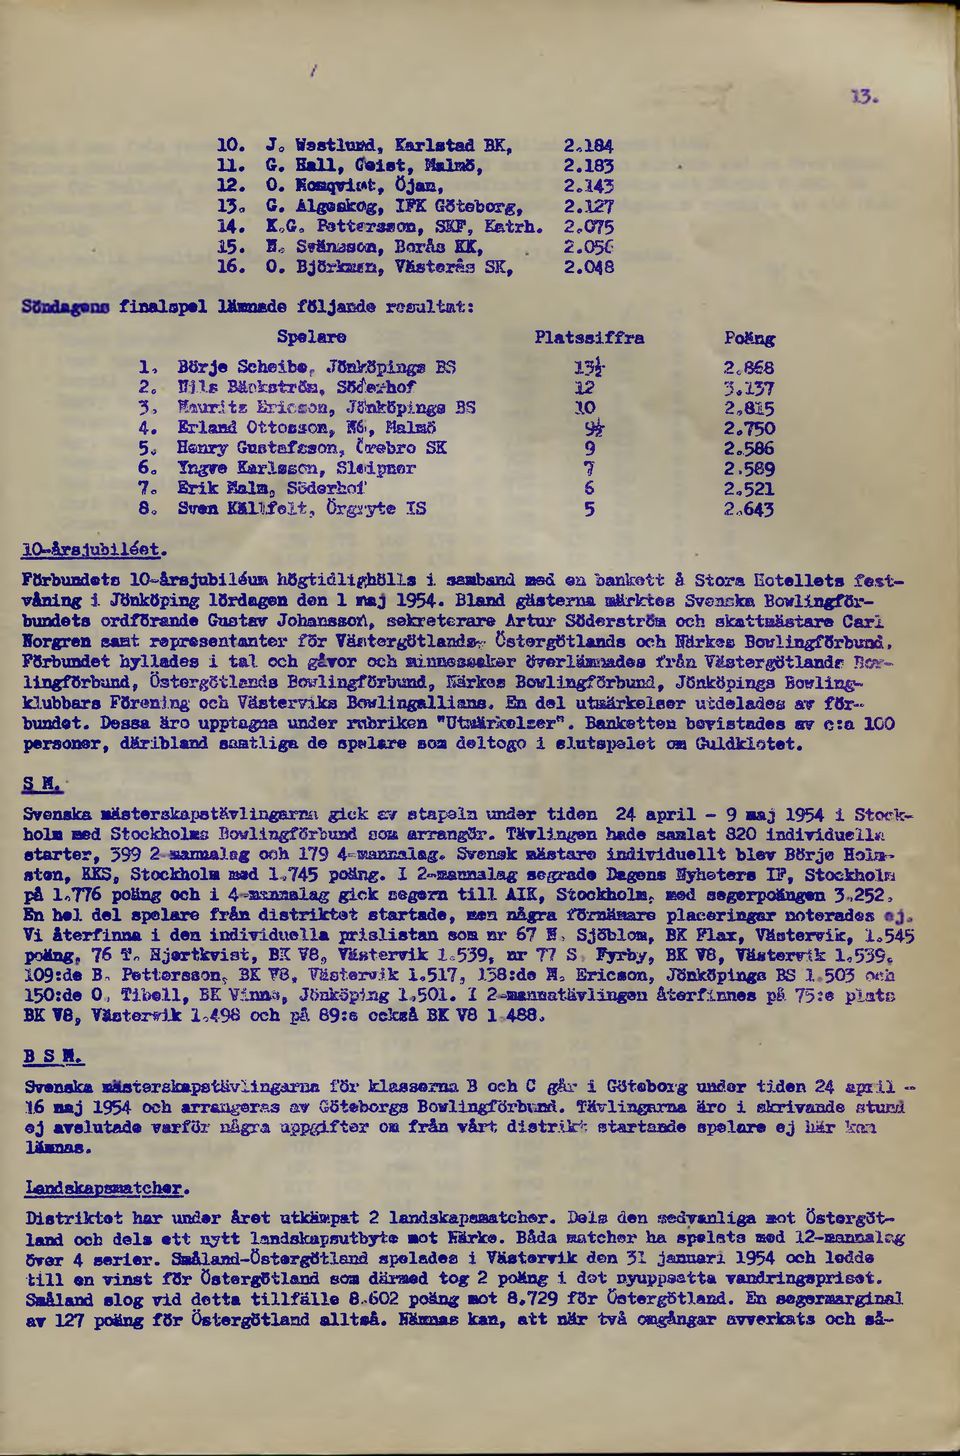 13.
10. J. Westlund, Karlstad BK, 2.184
11. G. Hall, Geist, Malmö, 2.183
12. O. Mosqvist, Öjan, 2.143
13. G. Algeskog, IFK Göteborg, 2.127
14. K.G. Pettersson, SKF, Katrh. 2.075
15. H. Svänsson, Borås KK, 2.056
16. O. Björkman, Västerås SK, 2.048
Söndagens finalspel lämnade följande resultat:
Spelare Platssiffra Poäng
1. Börje Scheibe, Jönköpings BS 13½ 2.868
2. Nils Bäckström, Söderhof 12 3.137
3. Mauritz Ericson, Jönköpings BS 10 2.815
4. Erland Ottosson, M6, Malmö 9½ 2.750
5. Henry Gustafsson, Örebro SK 9 2.586
6. Yngve Karlsson, Sleipner 7 2.589
7. Erik Malm, Söderhof 6 2.521
8. Sven Källfelt, Örgryte IS 5 2.643
10-årsjubiléet.
Förbundets 10-årsjubiléum högtidlighölls i samband med en bankett å Stora Hotellets fest-
våning i Jönköping lördagen den 1 maj 1954. Bland gästerna märktes Svenska Bowlingför-
bundets ordförande Gustav Johansson, sekreterare Artur Söderström och skattmästare Carl
Norgren samt representanter för Västergötlands, Östergötlands och Närkes Bowlingförbund.
Förbundet hyllades i tal och gåvor och minnessaker överlämnades från Västergötlands Bow-
lingförbund, Östergötlands Bowlingförbund, Närkes Bowlingförbund, Jönköpings Bowling-
klubbars Förening och Västerviks Bowlingallians. En del utmärkelser utdelades av för-
bundet. Dessa äro upptagna under rubriken "Utmärkelser". Banketten bevistades av c:a 100
personer, däribland samtliga de spelare som deltogo i slutspelet om Guldklotet.
S M.
Svenska mästerskapstävlingarna gick av stapeln under tiden 24 april - 9 maj 1954 i Stock-
holm med Stockholms Bowlingförbund som arrangör. Tävlingen hade samlat 820 individuella
starter, 399 2-mannalag och 179 4-mannalag. Svensk mästare individuellt blev Börje Holm-
sten, KKS, Stockholm med 1.745 poäng. I 2-mannalag segrade Dagens Nyheters IF, Stockholm
på 1.776 poäng och i 4-mannalag gick segern till AIK, Stockholm, med segerpoängen 3.252.
En hel del spelare från distriktet startade, men några förnämare placeringar noterades ej.
Vi återfinna i den individuella prislistan som nr 67 H. Sjöblom, BK Flax, Västervik, 1.545
poäng, 76 T. Hjertkvist, BK V8, Västervik 1.539, nr 77 S. Fyrby, BK V8, Västervik 1.539,
109:de B. Pettersson, BK V8, Västervik 1.517, 138:de M. Ericson, Jönköpings BS 1.503 och
150:de O. Tibell, BK Vinna, Jönköping 1.501. I 2-mannatävlingen återfinnes på 75:e plats
BK V8, Västervik 1.498 och på 89:e också BK V8 1.488.
B S M.
Svenska mästerskapstävlingarna för klasserna B och C går i Göteborg under tiden 24 april -
16 maj 1954 och arrangeras av Göteborgs Bowlingförbund. Tävlingarna äro i skrivande stund
ej avslutade varför några uppgifter om från vårt distrikt startande spelare ej här kan
lämnas.
Landskapsmatcher.
Distriktet har under året utkämpat 2 landskapsmatcher. Dels den sedvanliga mot Östergöt-
land och dels ett nytt landskapsutbyte mot Närke. Båda matcher ha spelats med 12-mannalag
över 4 serier. Småland-Östergötland spelades i Västervik den 31 januari 1954 och ledde
till en vinst för Östergötland som därmed tog 2 poäng i det nyuppsatta vandringspriset.
Småland slog vid detta tillfälle 8.602 poäng mot 8.729 för Östergötland. En segermarginal
av 127 poäng för Östergötland alltså. Nämnas kan, att när två omgångar avverkats och så-